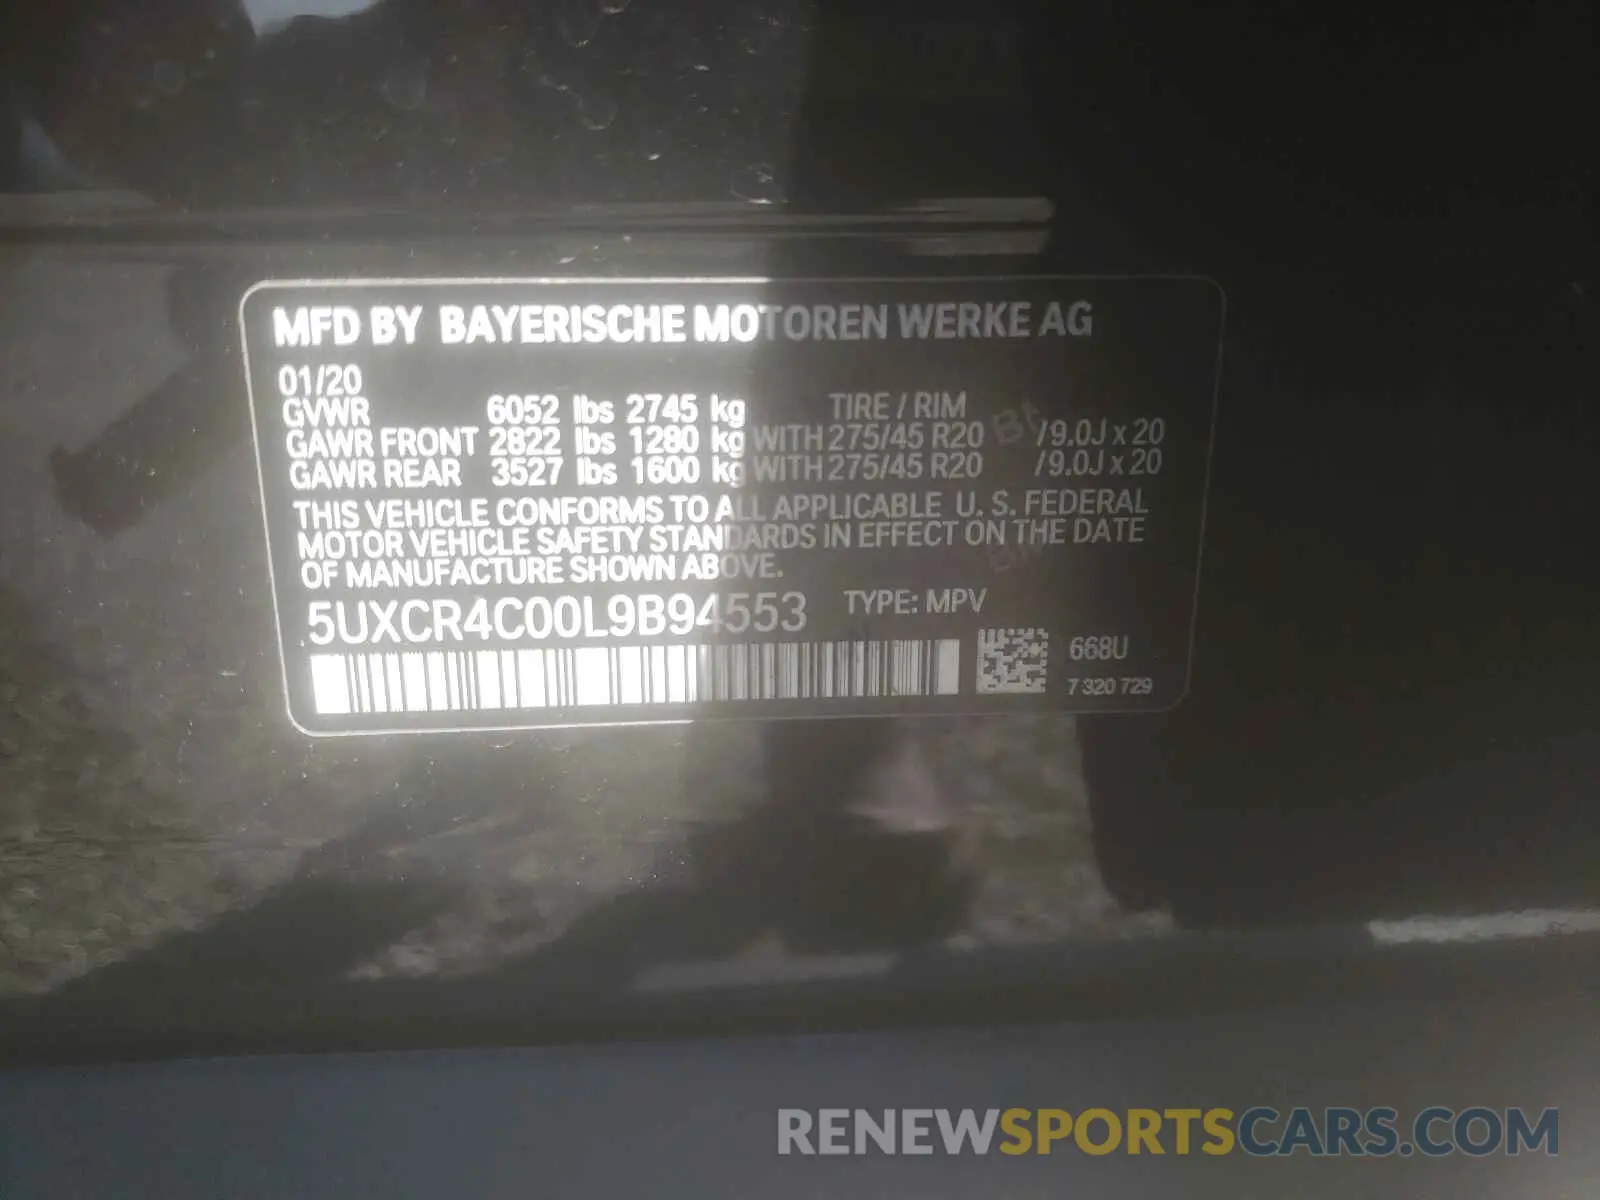 MFD BY BAYERISCHE MOTOREN WERKE AG
01/20
GVWR 6052 lbs 2745 kg TIRE / RIM
GAWR FRONT 2822 lbs 1280 kg WITH 275/45 R20 /9.0J x 20
GAWR REAR 3527 lbs 1600 kg WITH 275/45 R20 /9.0J x 20
THIS VEHICLE CONFORMS TO ALL APPLICABLE U. S. FEDERAL
MOTOR VEHICLE SAFETY STANDARDS IN EFFECT ON THE DATE
OF MANUFACTURE SHOWN ABOVE.
5UXCR4C00L9B94553 TYPE: MPV
668U
7 320 729
RENEWSPORTSCARS.COM